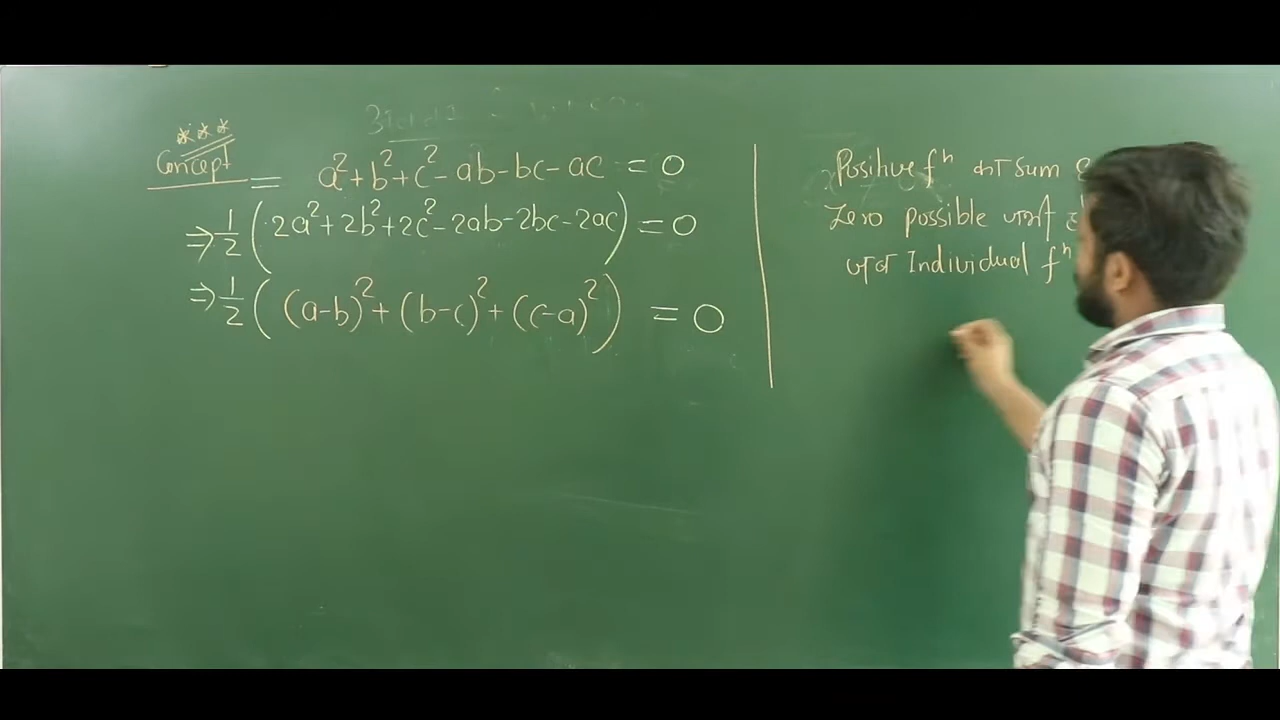 ***
Concept = a²+b²+c²-ab-bc-ac = 0
⇒ 1/2 (2a²+2b²+2c²-2ab-2bc-2ac) = 0
⇒ 1/2 ((a-b)²+(b-c)²+(c-a)²) = 0
Positive fⁿ का sum
Zero possible
जब Individual fⁿ